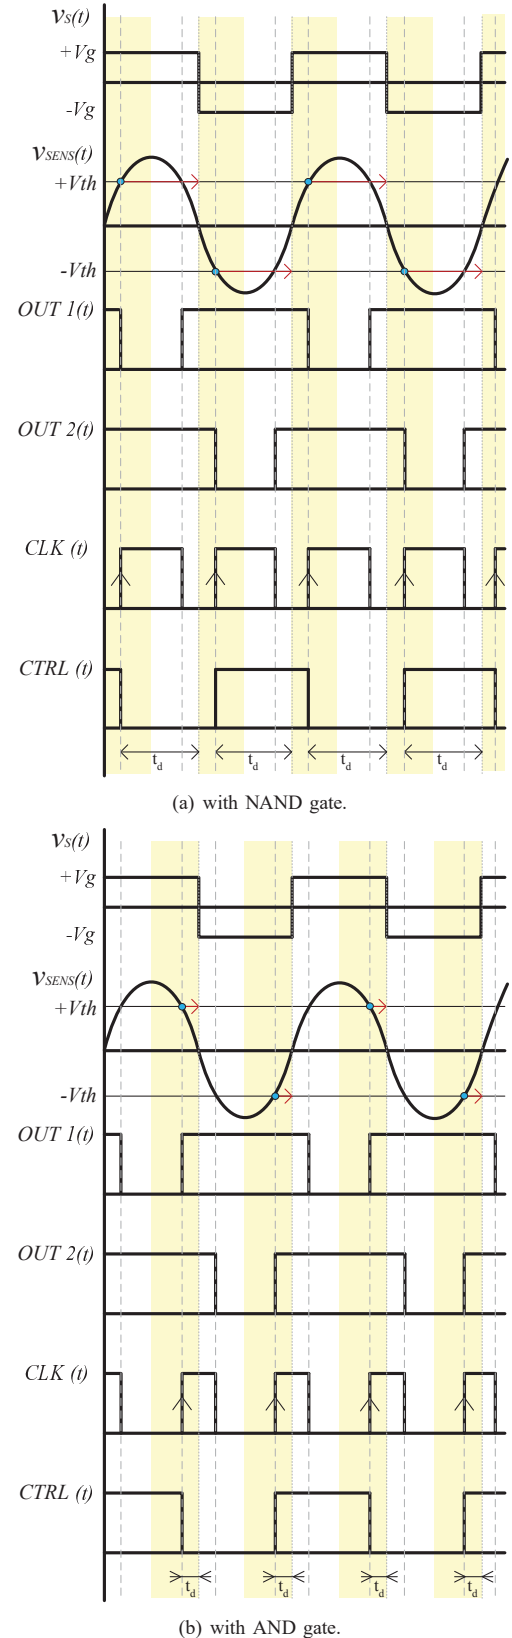 vS(t)
+Vg
-Vg
vSENS(t)
+Vth
-Vth
OUT 1(t)
OUT 2(t)
CLK (t)
CTRL (t)
td td td td
(a) with NAND gate.
vS(t)
+Vg
-Vg
vSENS(t)
+Vth
-Vth
OUT 1(t)
OUT 2(t)
CLK (t)
CTRL (t)
td td td td
(b) with AND gate.